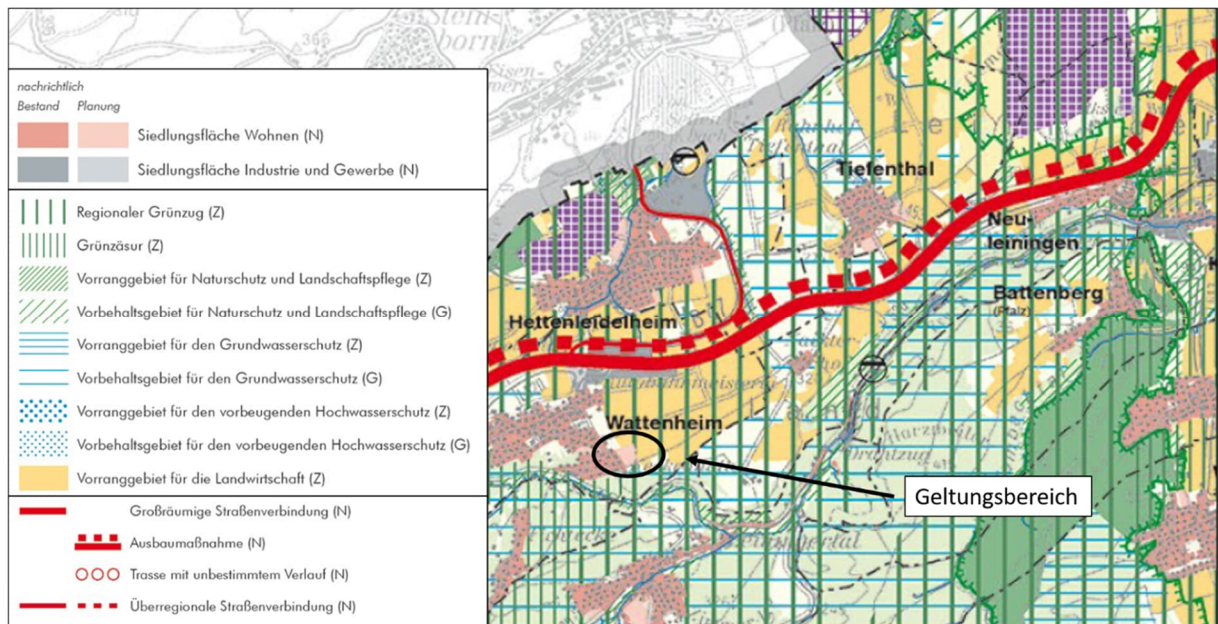 nachrichtlich
Bestand Planung
Siedlungsfläche Wohnen (N)
Siedlungsfläche Industrie und Gewerbe (N)
Regionaler Grünzug (Z)
Grünzäsur (Z)
Vorranggebiet für Naturschutz und Landschaftspflege (Z)
Vorbehaltsgebiet für Naturschutz und Landschaftspflege (G)
Vorranggebiet für den Grundwasserschutz (Z)
Vorbehaltsgebiet für den Grundwasserschutz (G)
Vorranggebiet für den vorbeugenden Hochwasserschutz (Z)
Vorbehaltsgebiet für den vorbeugenden Hochwasserschutz (G)
Vorranggebiet für die Landwirtschaft (Z)
Großräumige Straßenverbindung (N)
Ausbaumaßnahme (N)
Trasse mit unbestimmtem Verlauf (N)
Überregionale Straßenverbindung (N)
366
Tiefenthal
Neu-
leiningen
Battenberg
(Pfalz)
Hettenleidelheim
Wattenheim
Geltungsbereich